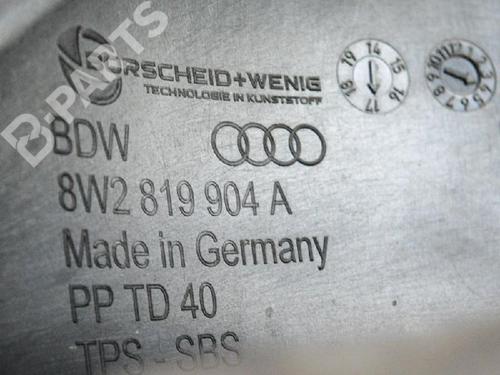 B-PARTS
ORSCHEID+WENIG
TECHNOLOGIE IN KUNSTSTOFF
BDW
8W2 819 904 A
Made in Germany
PP TD 40
TPS - SBS